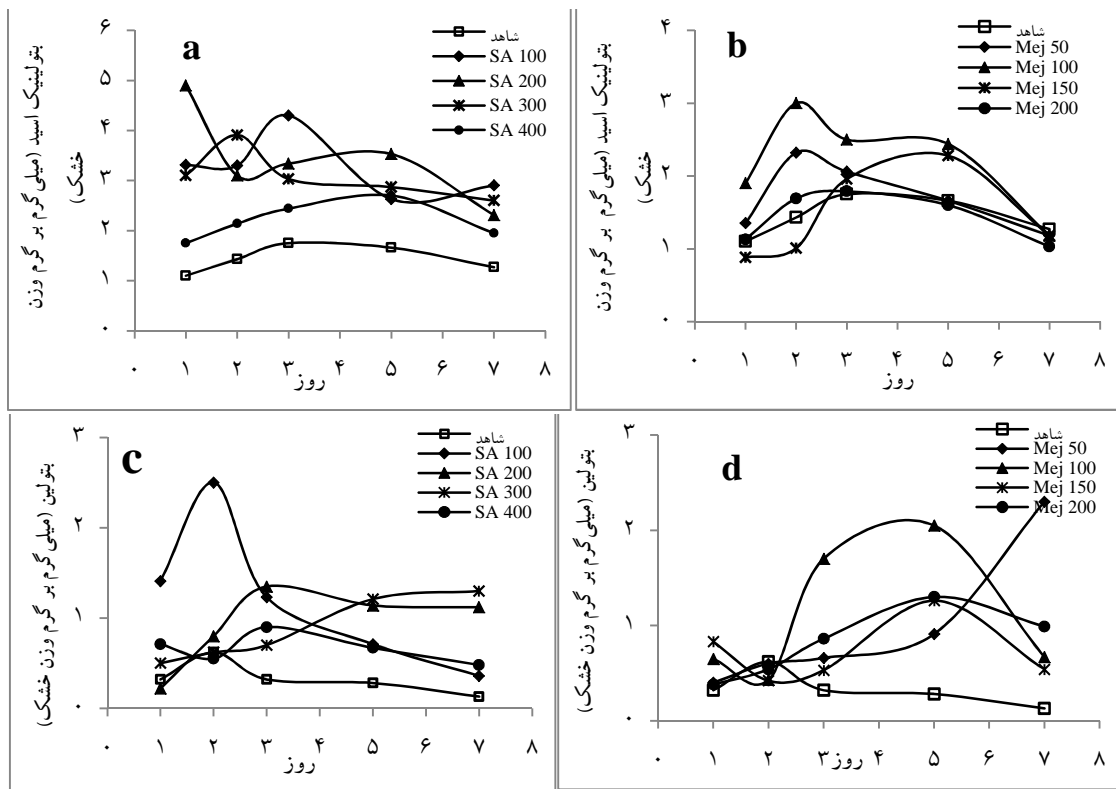 a
شاهد
SA 100
SA 200
SA 300
SA 400
بتولینیک اسید (میلی گرم بر گرم وزن
خشک)
۶
۵
۴
۳
۲
۱
۰
۰ ۱ ۲ ۳ ۴ ۵ ۶ ۷ ۸
روز
b
شاهد
Mej 50
Mej 100
Mej 150
Mej 200
بتولینیک اسید (میلی گرم بر گرم وزن
خشک)
۴
۳
۲
۱
۰
۰ ۱ ۲ ۳ ۴ ۵ ۶ ۷ ۸
روز
c
شاهد
SA 100
SA 200
SA 300
SA 400
بتولین (میلی گرم بر گرم وزن خشک)
۳
۲
۱
۰
۰ ۱ ۲ ۳ ۴ ۵ ۶ ۷ ۸
روز
d
شاهد
Mej 50
Mej 100
Mej 150
Mej 200
بتولین (میلی گرم بر گرم وزن خشک)
۳
۲
۱
۰
۰ ۱ ۲ ۳ ۴ ۵ ۶ ۷ ۸
روز